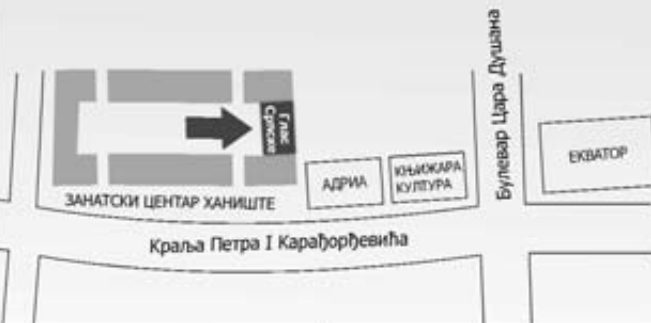 Глас
Српске
ЗАНАТСКИ ЦЕНТАР ХАНИШТЕ
АДРИА
КЊИЖАРА
КУЛТУРА
Булевар Цара Душана
ЕКВАТОР
Краља Петра I Карађорђевића